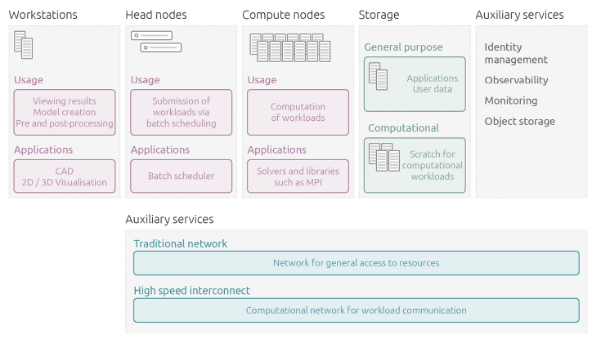 Workstations
Usage
Viewing results
Model creation
Pre and post-processing
Applications
CAD
2D / 3D Visualisation
Head nodes
Usage
Submission of
workloads via
batch scheduling
Applications
Batch scheduler
Compute nodes
Usage
Computation
of workloads
Applications
Solvers and libraries
such as MPI
Storage
General purpose
Applications
User data
Computational
Scratch for
computational
workloads
Auxiliary services
Identity
management
Observability
Monitoring
Object storage
Auxiliary services
Traditional network
Network for general access to resources
High speed interconnect
Computational network for workload communication